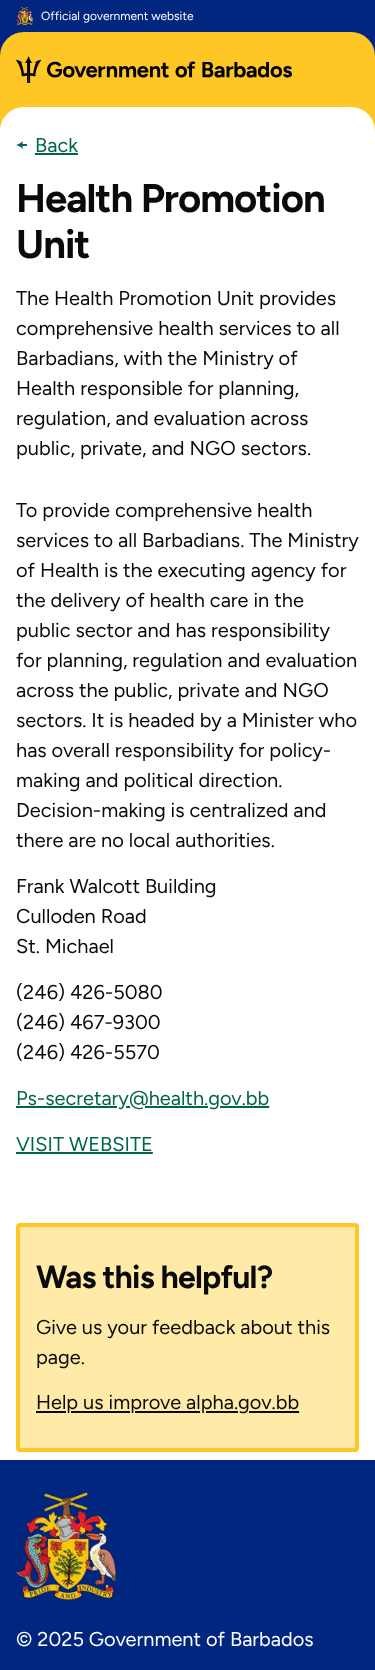 Official government website
Government of Barbados
Back
Health Promotion
Unit
The Health Promotion Unit provides
comprehensive health services to all
Barbadians, with the Ministry of
Health responsible for planning,
regulation, and evaluation across
public, private, and NGO sectors.
To provide comprehensive health
services to all Barbadians. The Ministry
of Health is the executing agency for
the delivery of health care in the
public sector and has responsibility
for planning, regulation and evaluation
across the public, private and NGO
sectors. It is headed by a Minister who
has overall responsibility for policy-
making and political direction.
Decision-making is centralized and
there are no local authorities.
Frank Walcott Building
Culloden Road
St. Michael
(246) 426-5080
(246) 467-9300
(246) 426-5570
Ps-secretary@health.gov.bb
VISIT WEBSITE
Was this helpful?
Give us your feedback about this
page.
Help us improve alpha.gov.bb
PRIDE AND INDUSTRY
© 2025 Government of Barbados